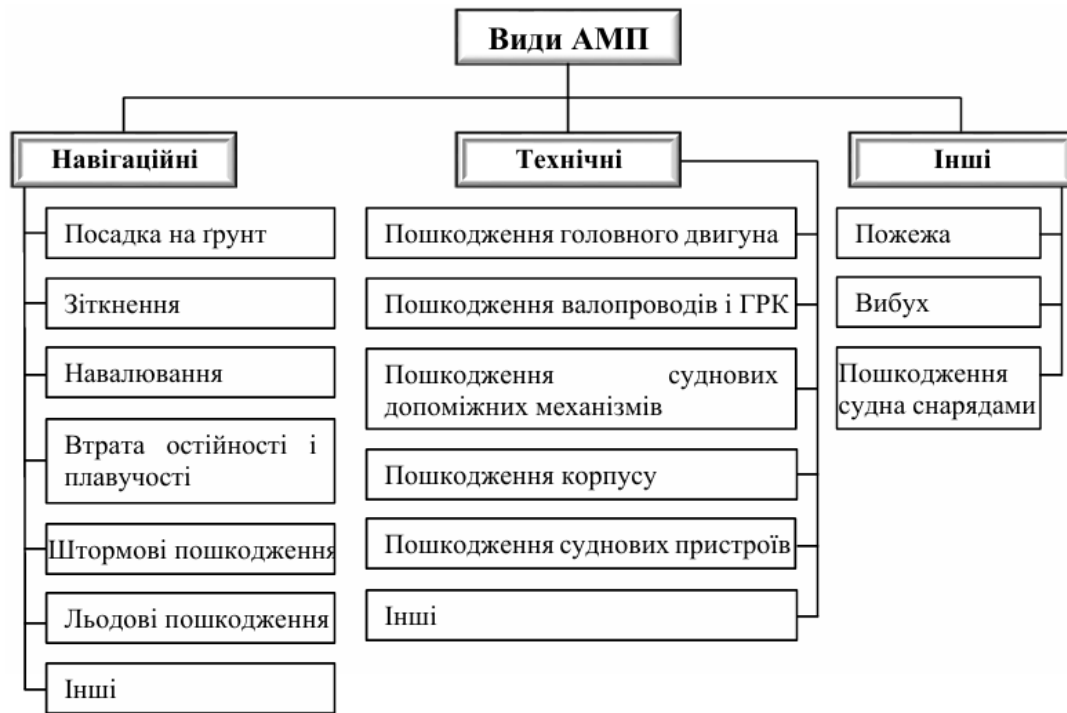 Види АМП
Навігаційні
Посадка на ґрунт
Зіткнення
Навалювання
Втрата остійності і
плавучості
Штормові пошкодження
Льодові пошкодження
Інші
Технічні
Пошкодження головного двигуна
Пошкодження валопроводів і ГРК
Пошкодження суднових
допоміжних механізмів
Пошкодження корпусу
Пошкодження суднових пристроїв
Інші
Інші
Пожежа
Вибух
Пошкодження
судна снарядами